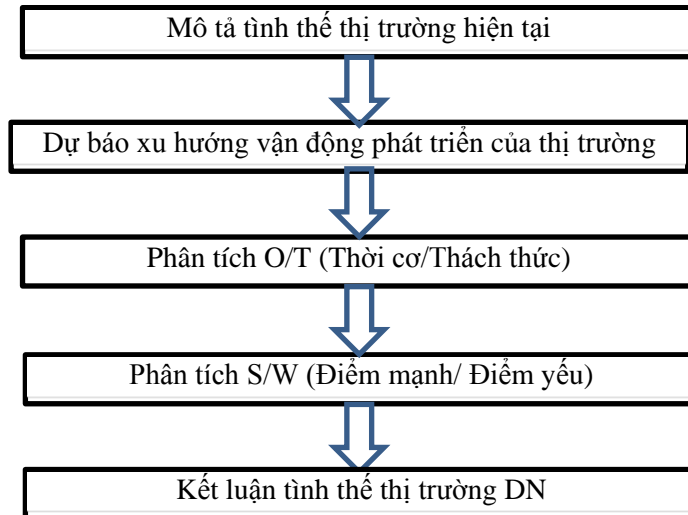 Mô tả tình thế thị trường hiện tại
Dự báo xu hướng vận động phát triển của thị trường
Phân tích O/T (Thời cơ/Thách thức)
Phân tích S/W (Điểm mạnh/ Điểm yếu)
Kết luận tình thế thị trường DN